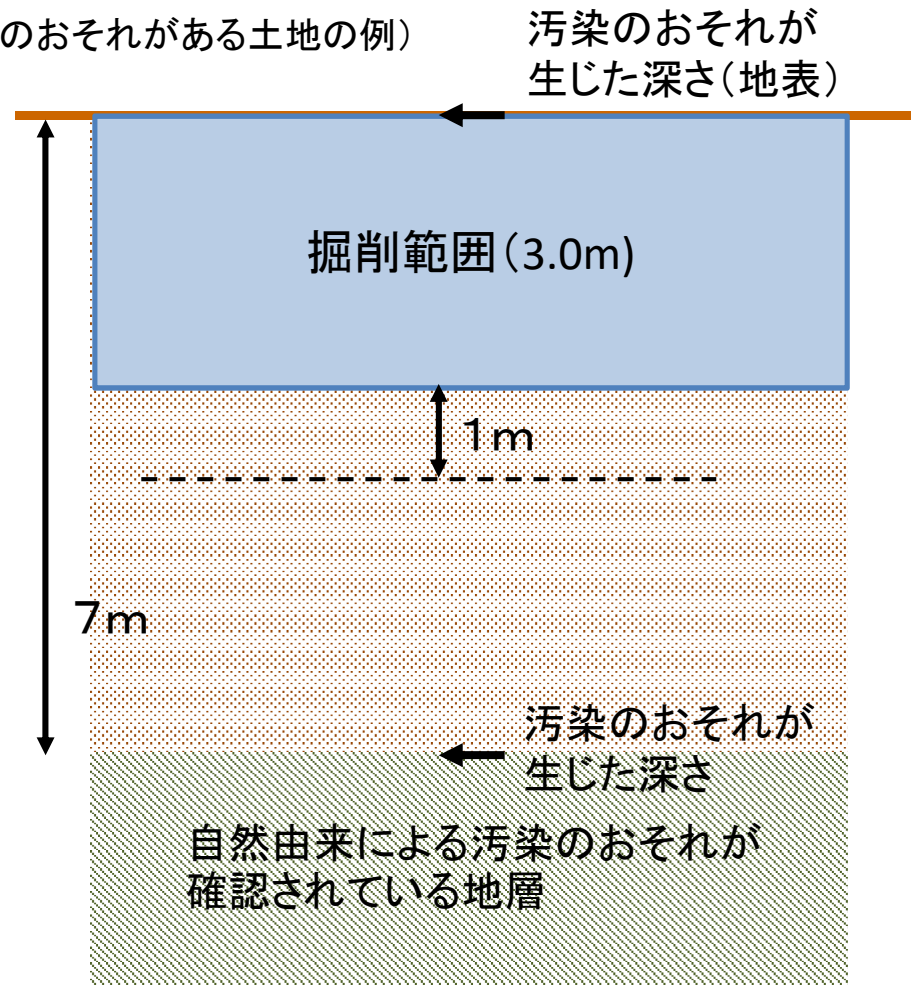 のおそれがある土地の例）
汚染のおそれが
生じた深さ（地表）
掘削範囲（3.0m)
１ｍ
７ｍ
汚染のおそれが
生じた深さ
自然由来による汚染のおそれが
確認されている地層